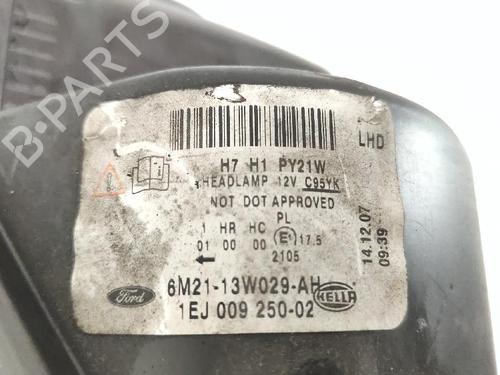 B-PARTS
LHD
H7 H1 PY21W
HEADLAMP 12V C95YK
NOT DOT APPROVED
PL
1 HR HC E1 17.5
01 00 00
2105
14.12.07
09:39
Ford 6M21-13W029-AH HELLA
1EJ 009 250-02